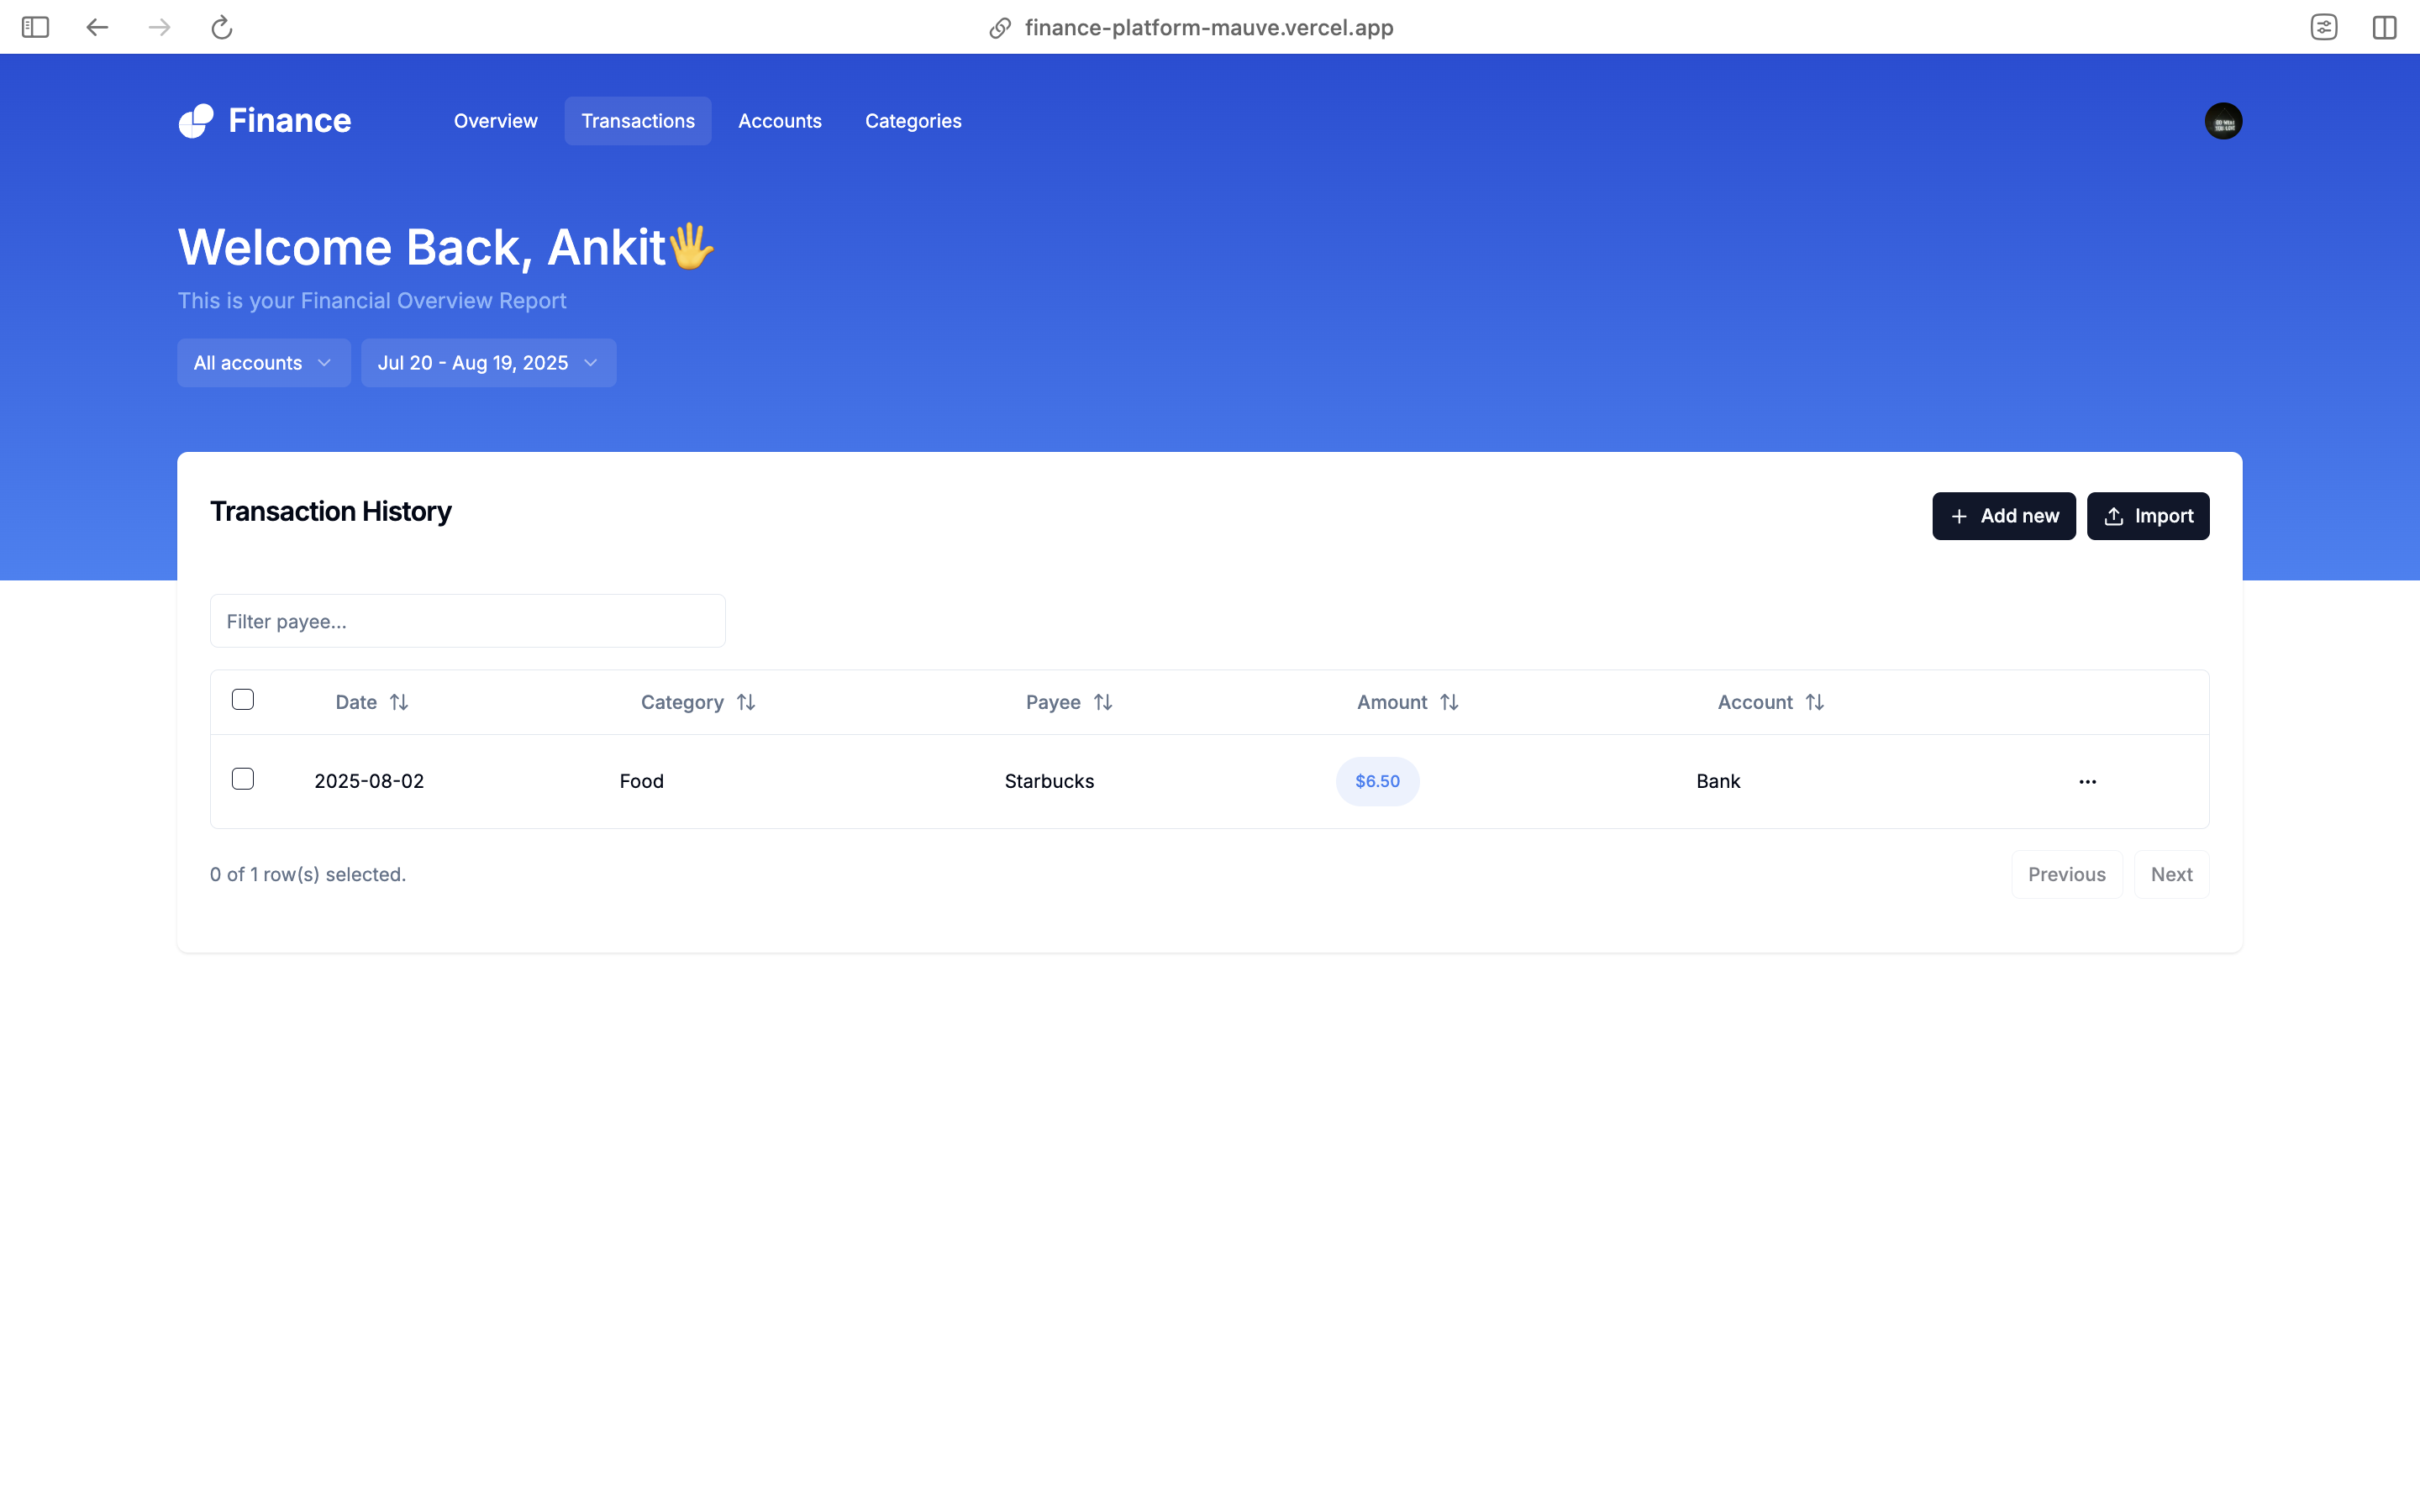 finance-platform-mauve.vercel.app
Finance Overview Transactions Accounts Categories
Welcome Back, Ankit🖐
This is your Financial Overview Report
All accounts Jul 20 - Aug 19, 2025
Transaction History Add new Import
Filter payee...
Date Category Payee Amount Account
2025-08-02 Food Starbucks $6.50 Bank ...
0 of 1 row(s) selected. Previous Next